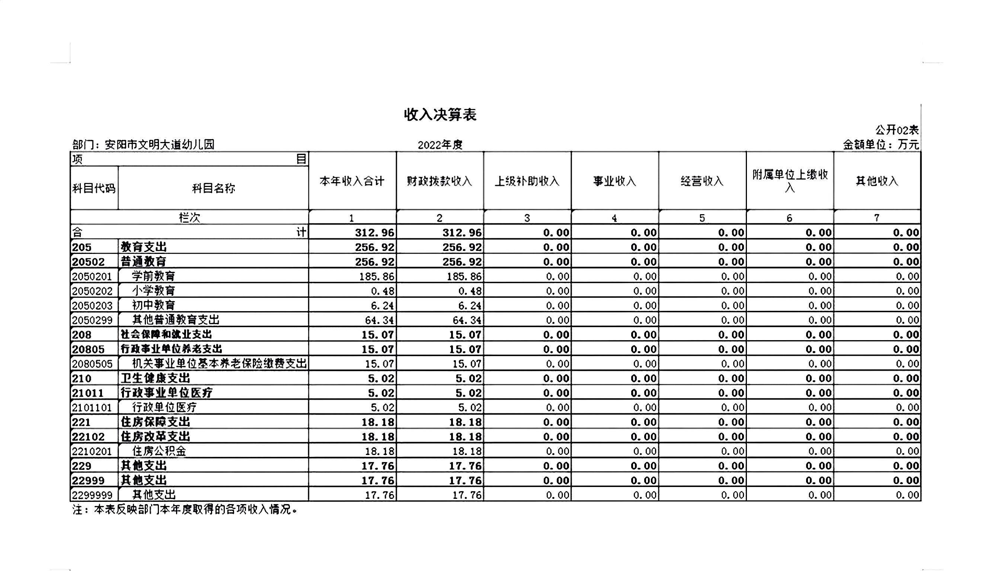 收入决算表
公开02表
部门：安阳市文明大道幼儿园 2022年度 金额单位：万元
项 目 本年收入合计 财政拨款收入 上级补助收入 事业收入 经营收入 附属单位上缴收入 其他收入
科目代码 科目名称
栏次 1 2 3 4 5 6 7
合 计 312.96 312.96 0.00 0.00 0.00 0.00 0.00
205 教育支出 256.92 256.92 0.00 0.00 0.00 0.00 0.00
20502 普通教育 256.92 256.92 0.00 0.00 0.00 0.00 0.00
2050201 学前教育 185.86 185.86 0.00 0.00 0.00 0.00 0.00
2050202 小学教育 0.48 0.48 0.00 0.00 0.00 0.00 0.00
2050203 初中教育 6.24 6.24 0.00 0.00 0.00 0.00 0.00
2050299 其他普通教育支出 64.34 64.34 0.00 0.00 0.00 0.00 0.00
208 社会保障和就业支出 15.07 15.07 0.00 0.00 0.00 0.00 0.00
20805 行政事业单位养老支出 15.07 15.07 0.00 0.00 0.00 0.00 0.00
2080505 机关事业单位基本养老保险缴费支出 15.07 15.07 0.00 0.00 0.00 0.00 0.00
210 卫生健康支出 5.02 5.02 0.00 0.00 0.00 0.00 0.00
21011 行政事业单位医疗 5.02 5.02 0.00 0.00 0.00 0.00 0.00
2101101 行政单位医疗 5.02 5.02 0.00 0.00 0.00 0.00 0.00
221 住房保障支出 18.18 18.18 0.00 0.00 0.00 0.00 0.00
22102 住房改革支出 18.18 18.18 0.00 0.00 0.00 0.00 0.00
2210201 住房公积金 18.18 18.18 0.00 0.00 0.00 0.00 0.00
229 其他支出 17.76 17.76 0.00 0.00 0.00 0.00 0.00
22999 其他支出 17.76 17.76 0.00 0.00 0.00 0.00 0.00
2299999 其他支出 17.76 17.76 0.00 0.00 0.00 0.00 0.00
注：本表反映部门本年度取得的各项收入情况。